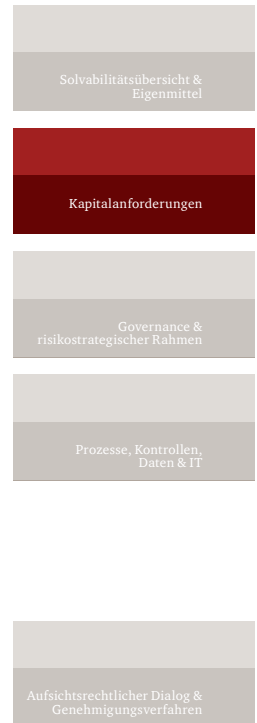 Solvabilitätsübersicht &
Eigenmittel
Kapitalanforderungen
Governance &
risikostrategischer Rahmen
Prozesse, Kontrollen,
Daten & IT
Aufsichtsrechtlicher Dialog &
Genehmigungsverfahren